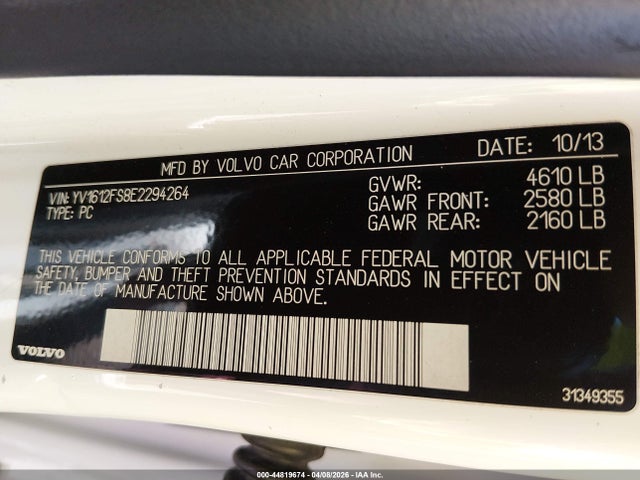 MFD BY VOLVO CAR CORPORATION DATE: 10/13
VIN: YV1612FS8E2294264
TYPE: PC
GVWR: 4610 LB
GAWR FRONT: 2580 LB
GAWR REAR: 2160 LB
THIS VEHICLE CONFORMS TO ALL APPLICABLE FEDERAL MOTOR VEHICLE
SAFETY, BUMPER AND THEFT PREVENTION STANDARDS IN EFFECT ON
THE DATE OF MANUFACTURE SHOWN ABOVE.
VOLVO
31349355
000-44819674 | 04/08/2026 | IAA Inc.